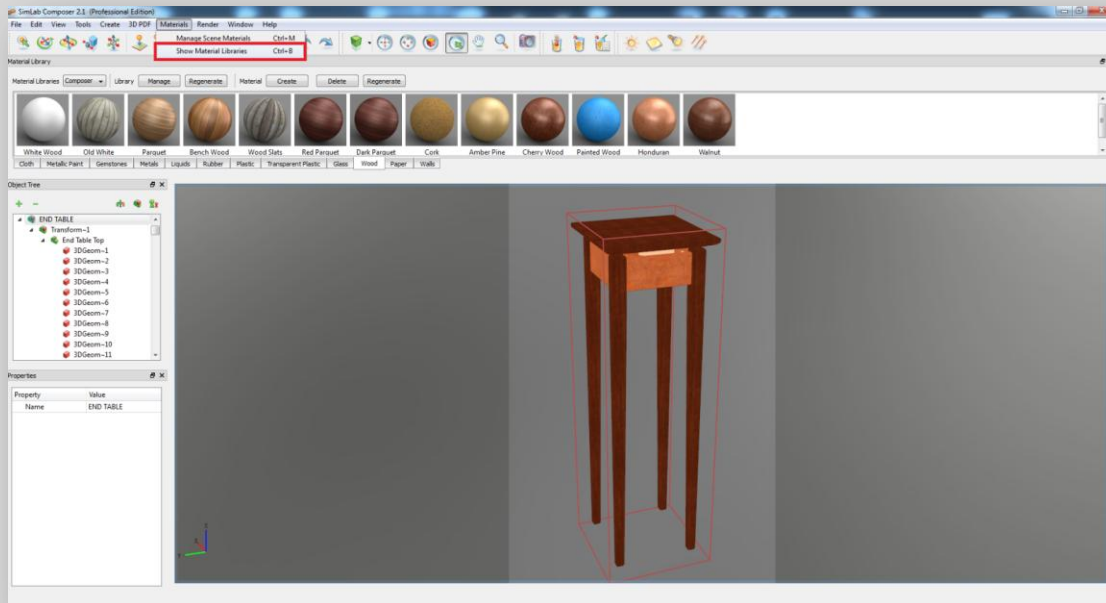 SimLab Composer 2.1 (Professional Edition)
File Edit View Tools Create 3D PDF Materials Render Window Help
Manage Scene Materials Ctrl+M
Show Material Libraries Ctrl+B
Material Library
Material Libraries Composer Library Manage Regenerate Material Create Delete Regenerate
White Wood Old White Parquet Bench Wood Wood Slats Red Parquet Dark Parquet Cork Amber Pine Cherry Wood Painted Wood Honduran Walnut
Cloth Metallic Paint Gemstones Metals Liquids Rubber Plastic Transparent Plastic Glass Wood Paper Walls
Object Tree
END TABLE
Transform~1
End Table Top
3DGeom~1
3DGeom~2
3DGeom~3
3DGeom~4
3DGeom~5
3DGeom~6
3DGeom~7
3DGeom~8
3DGeom~9
3DGeom~10
3DGeom~11
Properties
Property Value
Name END TABLE